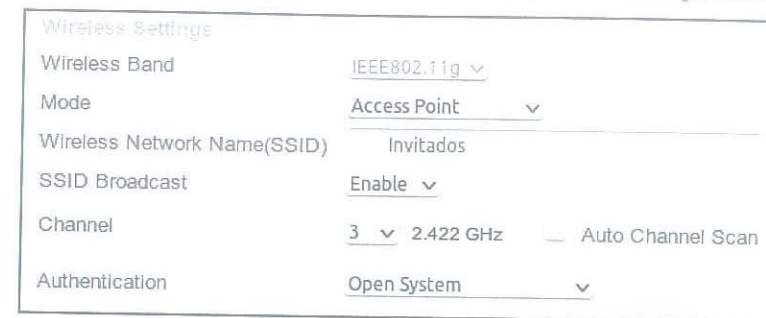 Wireless Settings
Wireless Band IEEE802.11g
Mode Access Point
Wireless Network Name(SSID) Invitados
SSID Broadcast Enable
Channel 3 2.422 GHz Auto Channel Scan
Authentication Open System